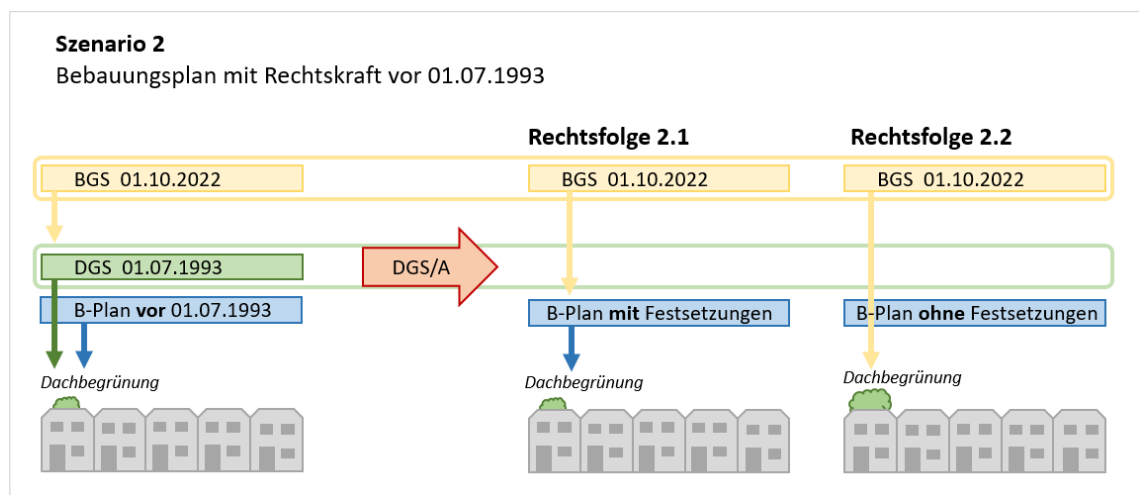 Szenario 2
Bebauungsplan mit Rechtskraft vor 01.07.1993
Rechtsfolge 2.1
Rechtsfolge 2.2
BGS 01.10.2022
BGS 01.10.2022
BGS 01.10.2022
DGS 01.07.1993
DGS/A
B-Plan vor 01.07.1993
B-Plan mit Festsetzungen
B-Plan ohne Festsetzungen
Dachbegrünung
Dachbegrünung
Dachbegrünung